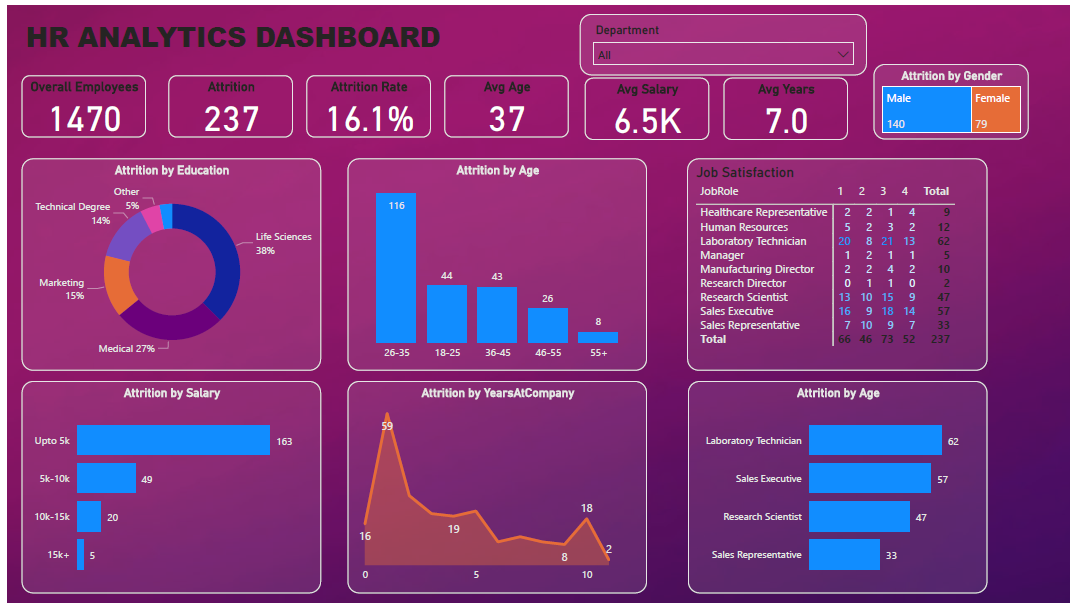 HR ANALYTICS DASHBOARD
Department
All
Overall Employees
1470
Attrition
237
Attrition Rate
16.1%
Avg Age
37
Avg Salary
6.5K
Avg Years
7.0
Attrition by Gender
Male
Female
140
79
Attrition by Education
Other
5%
Technical Degree
14%
Life Sciences
38%
Marketing
15%
Medical 27%
Attrition by Age
116
44
43
26
8
26-35 18-25 36-45 46-55 55+
Job Satisfaction
JobRole 1 2 3 4 Total
Healthcare Representative 2 2 1 4 9
Human Resources 5 2 3 2 12
Laboratory Technician 20 8 21 13 62
Manager 1 2 1 1 5
Manufacturing Director 2 2 4 2 10
Research Director 0 1 1 0 2
Research Scientist 13 10 15 9 47
Sales Executive 16 9 18 14 57
Sales Representative 7 10 9 7 33
Total 66 46 73 52 237
Attrition by Salary
Upto 5k 163
5k-10k 49
10k-15k 20
15k+ 5
Attrition by YearsAtCompany
59
16
19
18
8
2
0 5 10
Attrition by Age
Laboratory Technician 62
Sales Executive 57
Research Scientist 47
Sales Representative 33